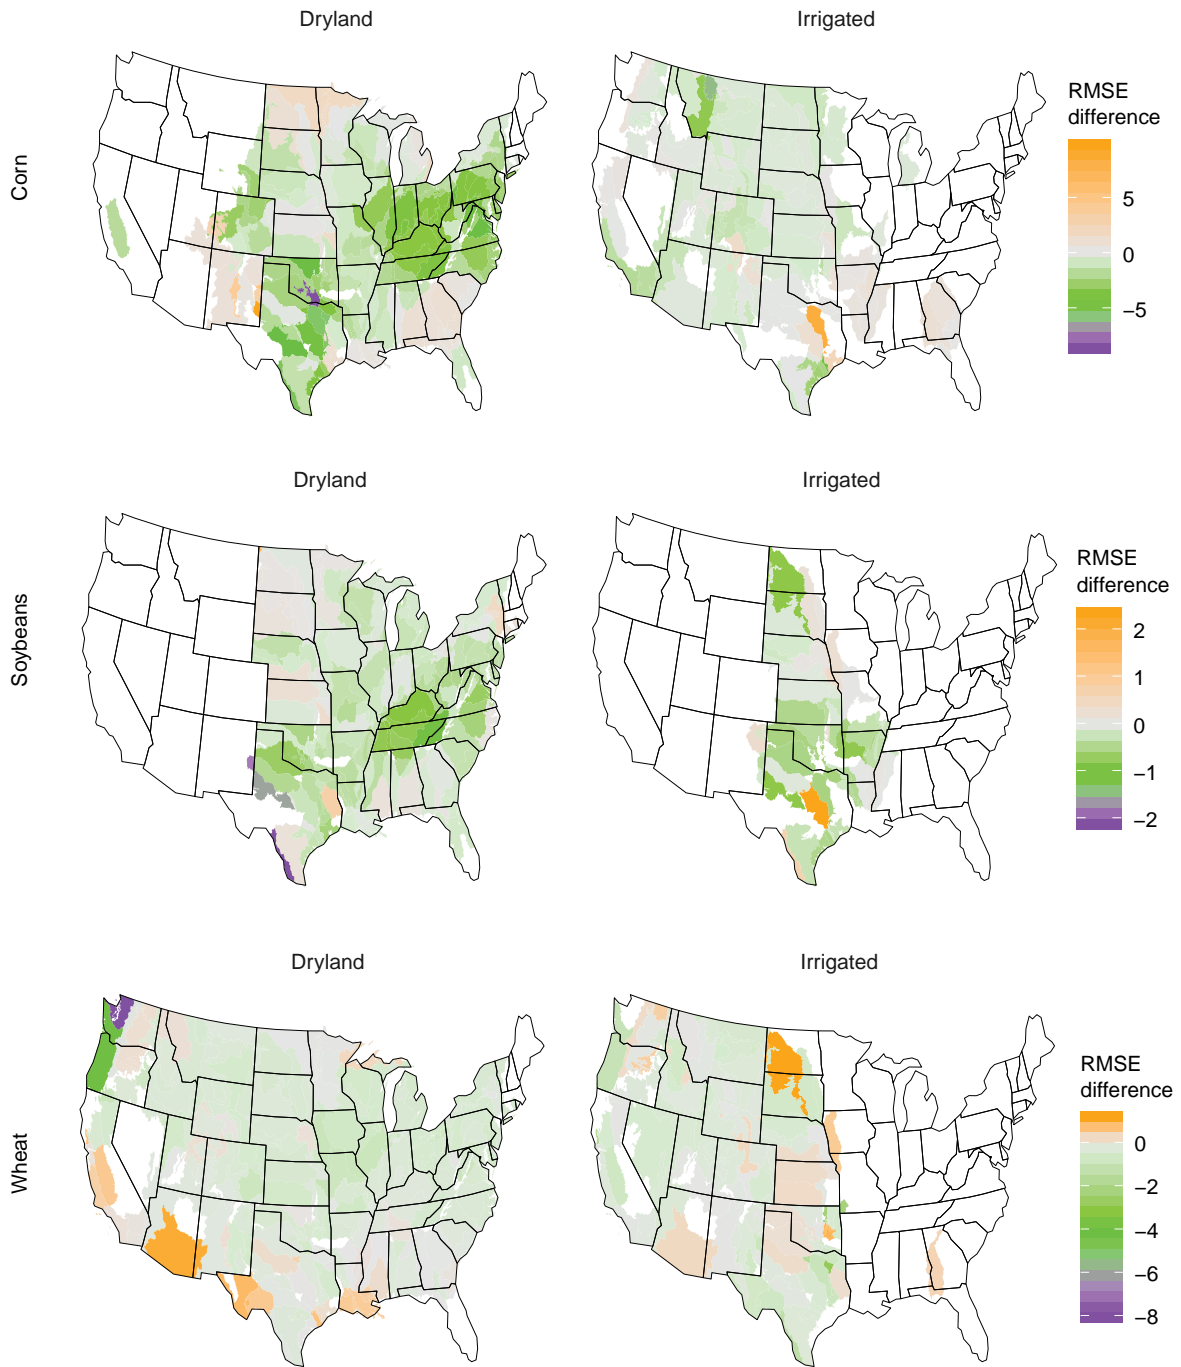 Dryland
Irrigated
Corn
RMSE
difference
5
0
−5
Dryland
Irrigated
Soybeans
RMSE
difference
2
1
0
−1
−2
Dryland
Irrigated
Wheat
RMSE
difference
0
−2
−4
−6
−8